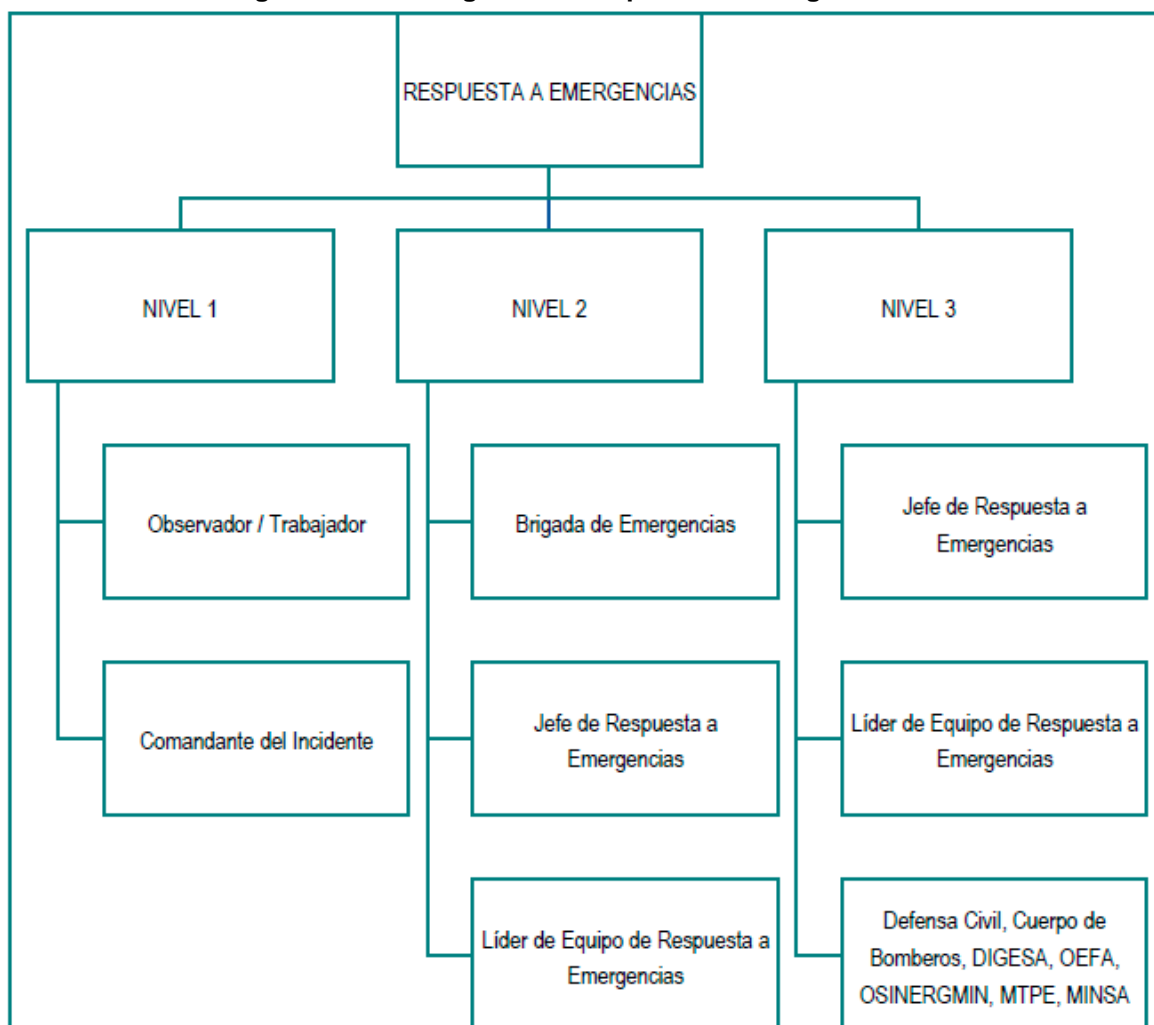 RESPUESTA A EMERGENCIAS
NIVEL 1
NIVEL 2
NIVEL 3
Observador / Trabajador
Comandante del Incidente
Brigada de Emergencias
Jefe de Respuesta a
Emergencias
Líder de Equipo de Respuesta a
Emergencias
Jefe de Respuesta a
Emergencias
Líder de Equipo de Respuesta a
Emergencias
Defensa Civil, Cuerpo de
Bomberos, DIGESA, OEFA,
OSINERGMIN, MTPE, MINSA